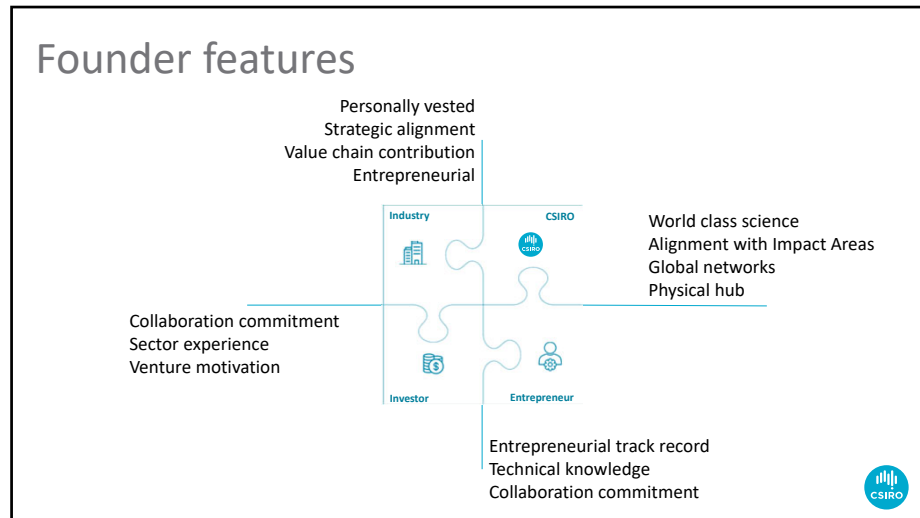 Founder features
Personally vested
Strategic alignment
Value chain contribution
Entrepreneurial
Industry
CSIRO
CSIRO
World class science
Alignment with Impact Areas
Global networks
Physical hub
Collaboration commitment
Sector experience
Venture motivation
$
Investor
Entrepreneur
Entrepreneurial track record
Technical knowledge
Collaboration commitment
CSIRO